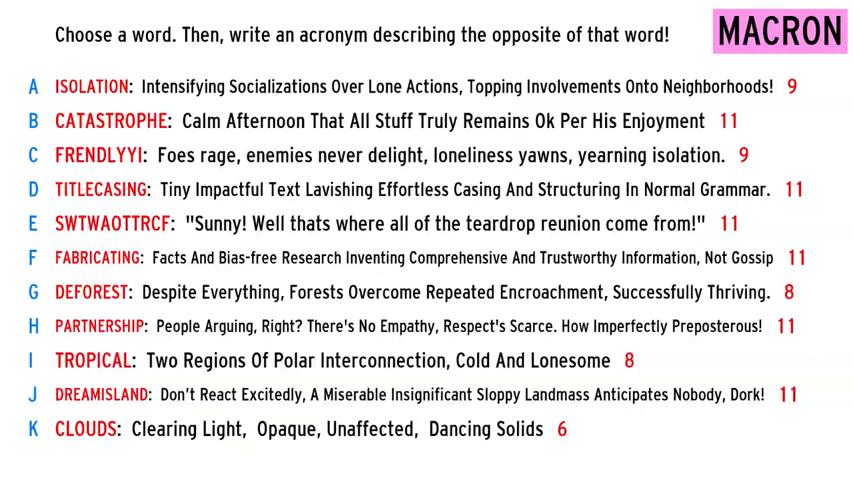 Choose a word. Then, write an acronym describing the opposite of that word! MACRON
A ISOLATION: Intensifying Socializations Over Lone Actions, Topping Involvements Onto Neighborhoods! 9
B CATASTROPHE: Calm Afternoon That All Stuff Truly Remains Ok Per His Enjoyment 11
C FRENDLYYI: Foes rage, enemies never delight, loneliness yawns, yearning isolation. 9
D TITLECASING: Tiny Impactful Text Lavishing Effortless Casing And Structuring In Normal Grammar. 11
E SWTWAOTTRCF: "Sunny! Well thats where all of the teardrop reunion come from!" 11
F FABRICATING: Facts And Bias-free Research Inventing Comprehensive And Trustworthy Information, Not Gossip 11
G DEFOREST: Despite Everything, Forests Overcome Repeated Encroachment, Successfully Thriving. 8
H PARTNERSHIP: People Arguing, Right? There's No Empathy, Respect's Scarce. How Imperfectly Preposterous! 11
I TROPICAL: Two Regions Of Polar Interconnection, Cold And Lonesome 8
J DREAMISLAND: Don't React Excitedly, A Miserable Insignificant Sloppy Landmass Anticipates Nobody, Dork! 11
K CLOUDS: Clearing Light, Opaque, Unaffected, Dancing Solids 6